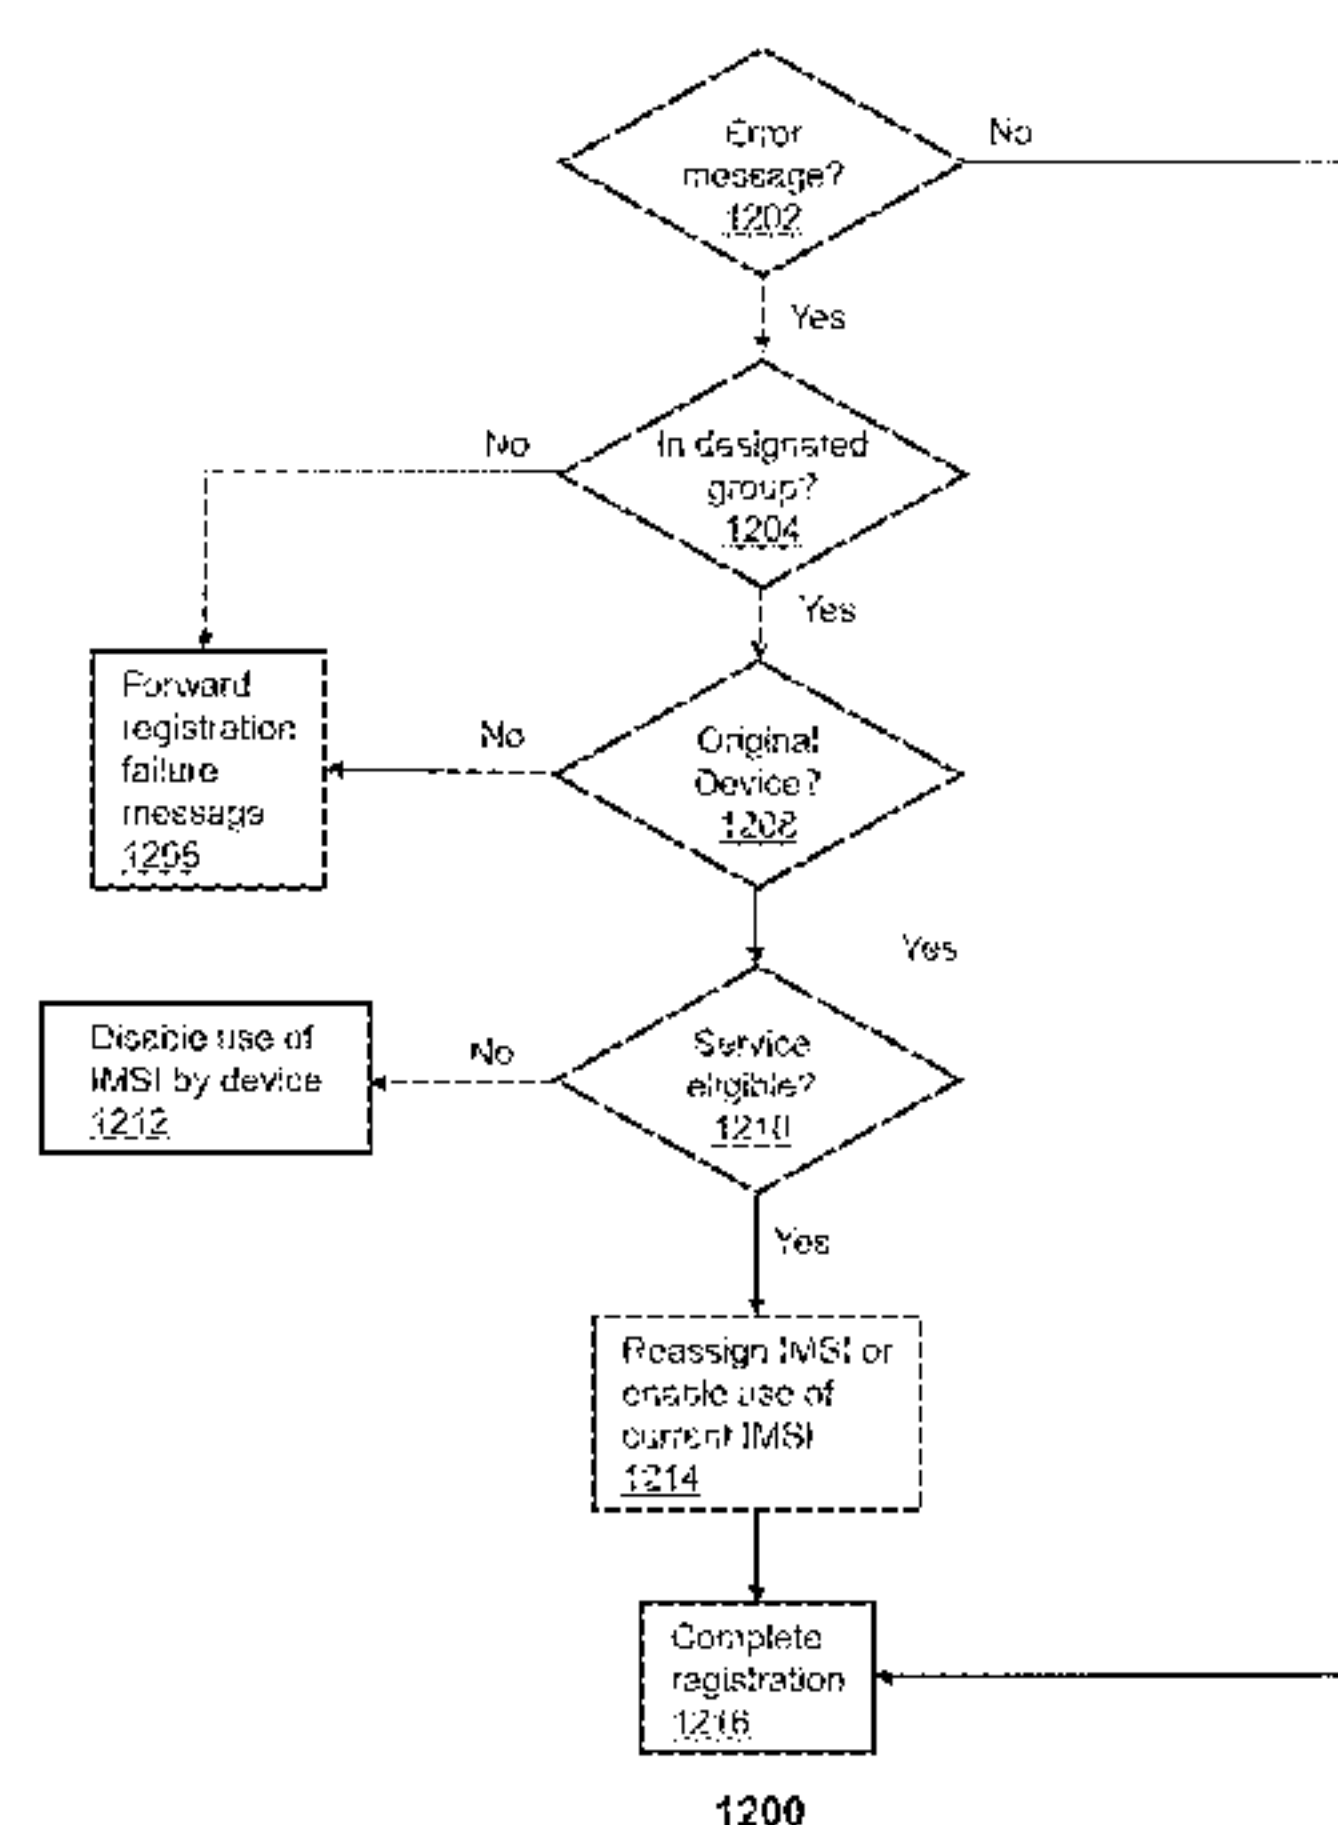 Error
message?
1202
No
Yes
In designated
group?
1204
No
Yes
Forward
registration
failure
message
1206
No
Original
Device?
1208
Yes
Disable use of
IMSI by device
1212
No
Service
eligible?
1210
Yes
Reassign IMSI or
enable use of
current IMSI
1214
Complete
registration
1216
1200